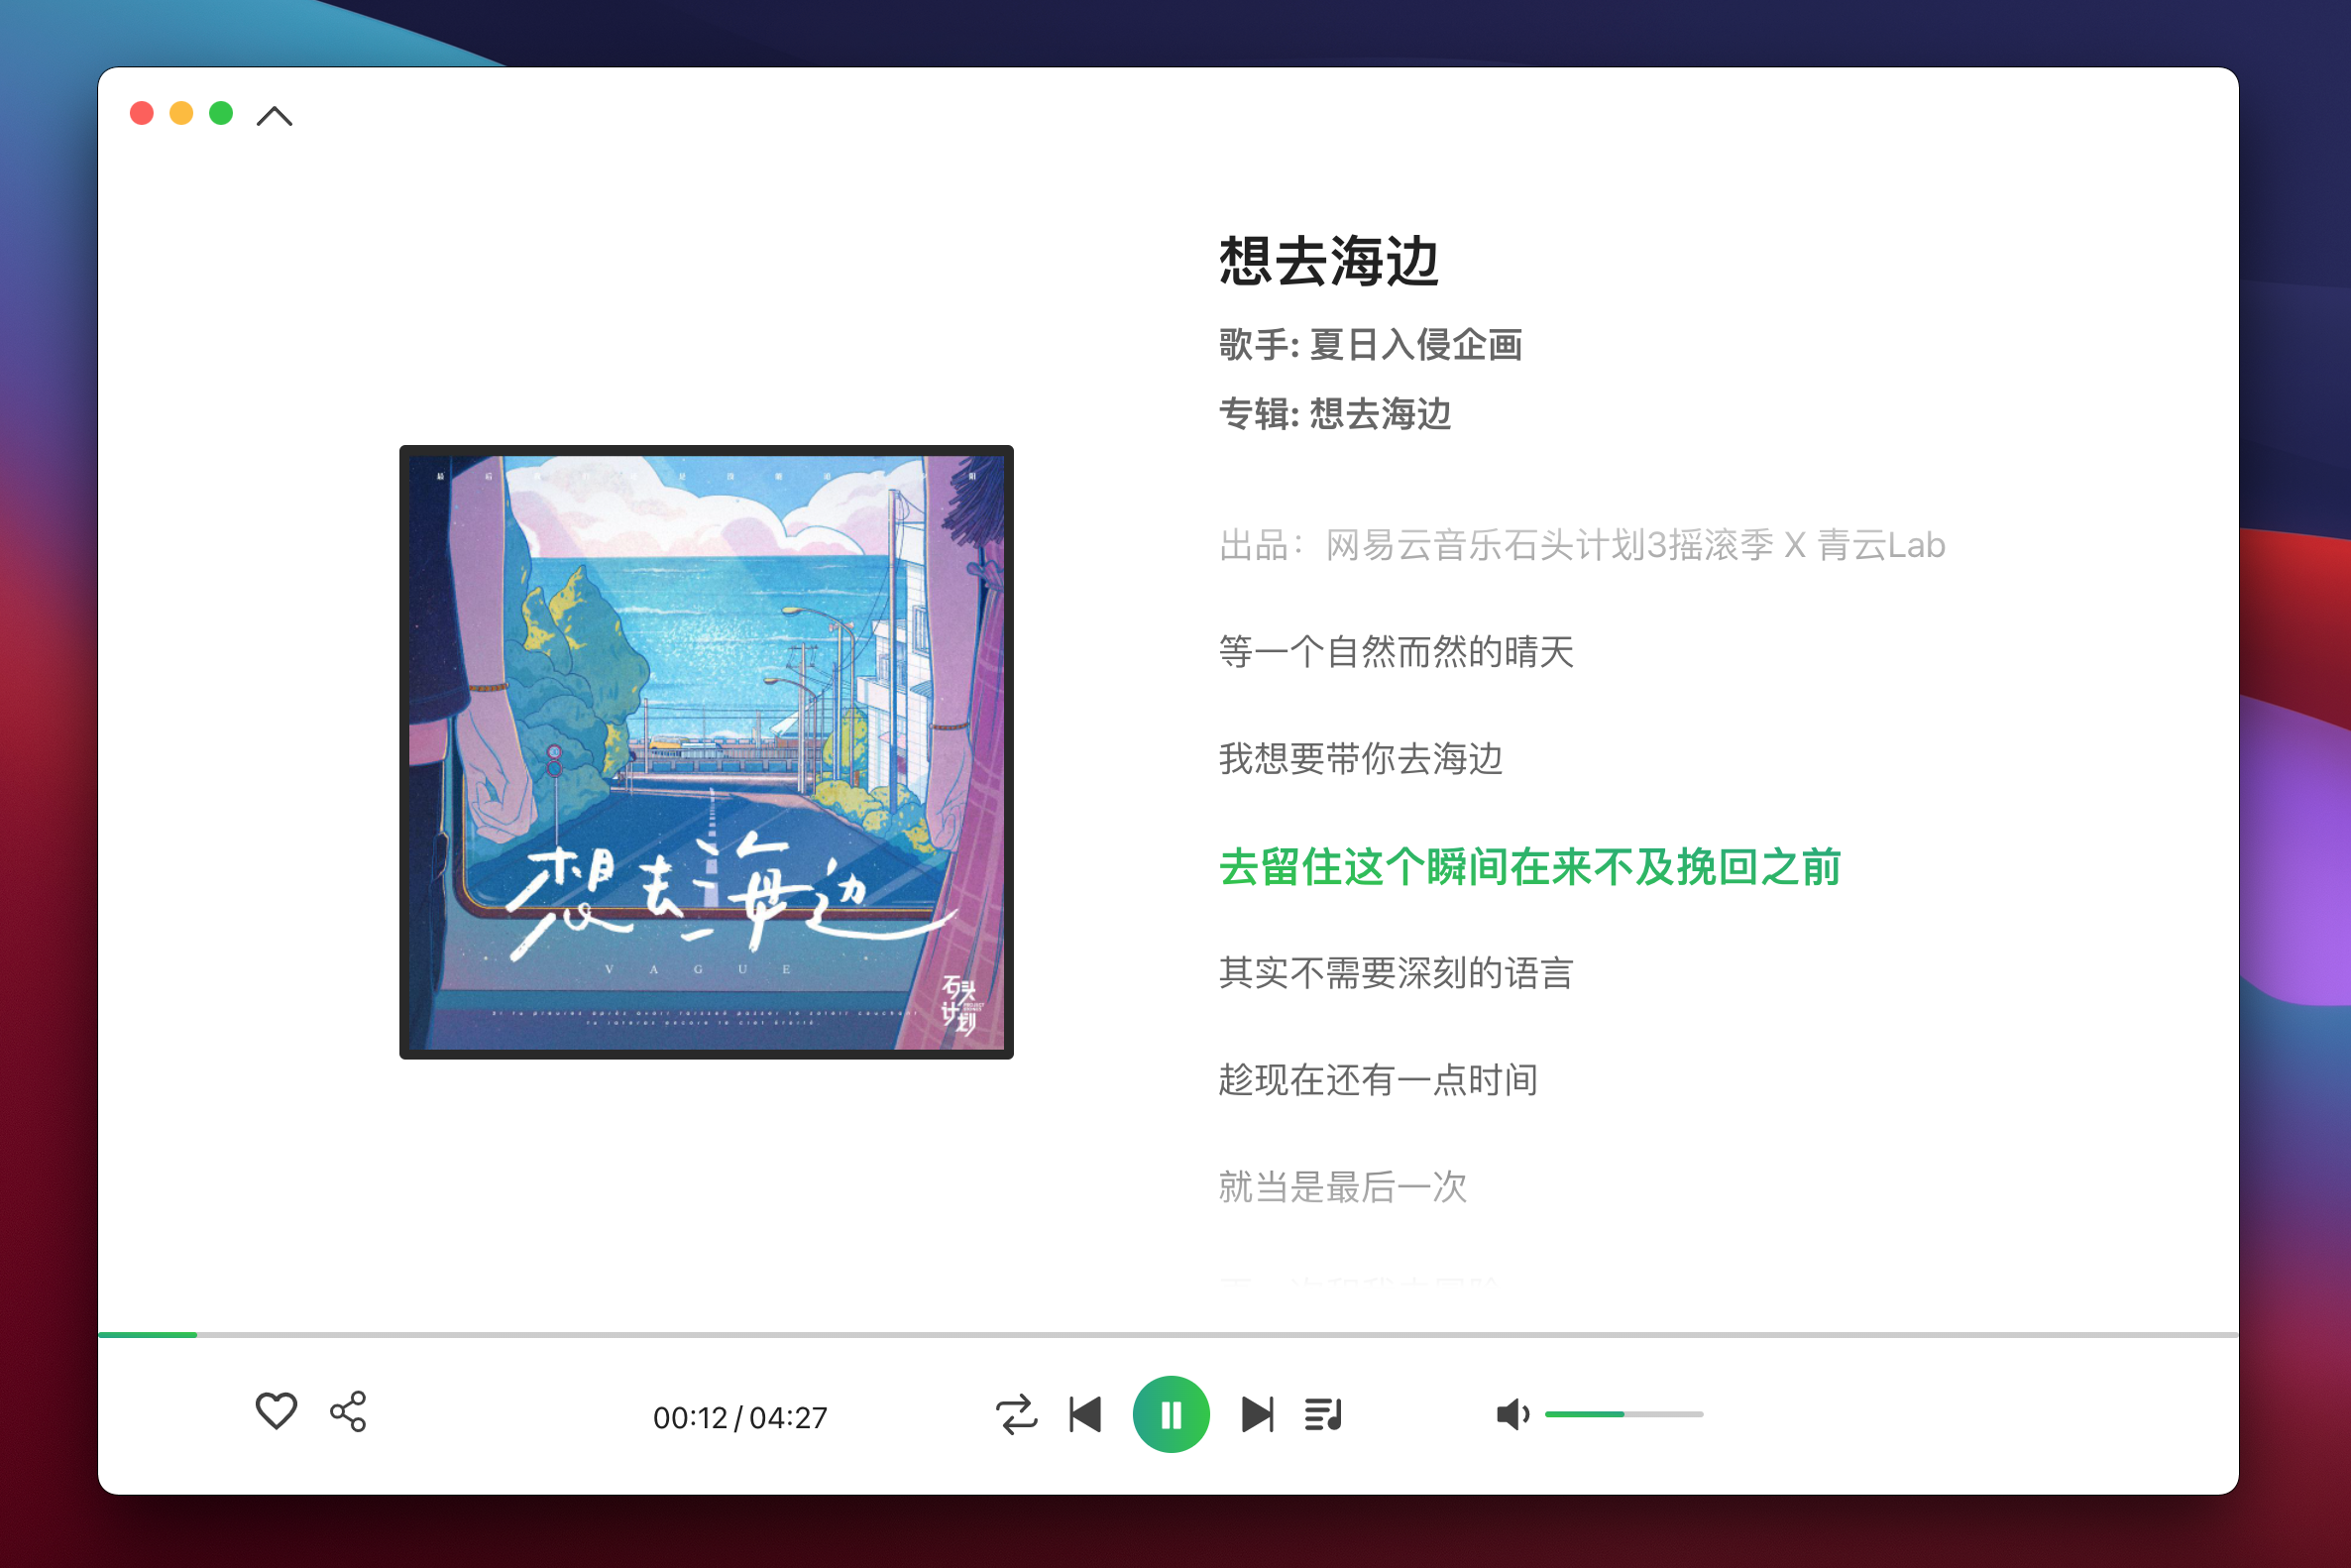 想去海边
歌手: 夏日入侵企画
专辑: 想去海边
出品：网易云音乐石头计划3摇滚季 X 青云Lab
等一个自然而然的晴天
我想要带你去海边
去留住这个瞬间在来不及挽回之前
其实不需要深刻的语言
趁现在还有一点时间
就当是最后一次
想去海边
VAGUE
石头
计划
00:12/04:27